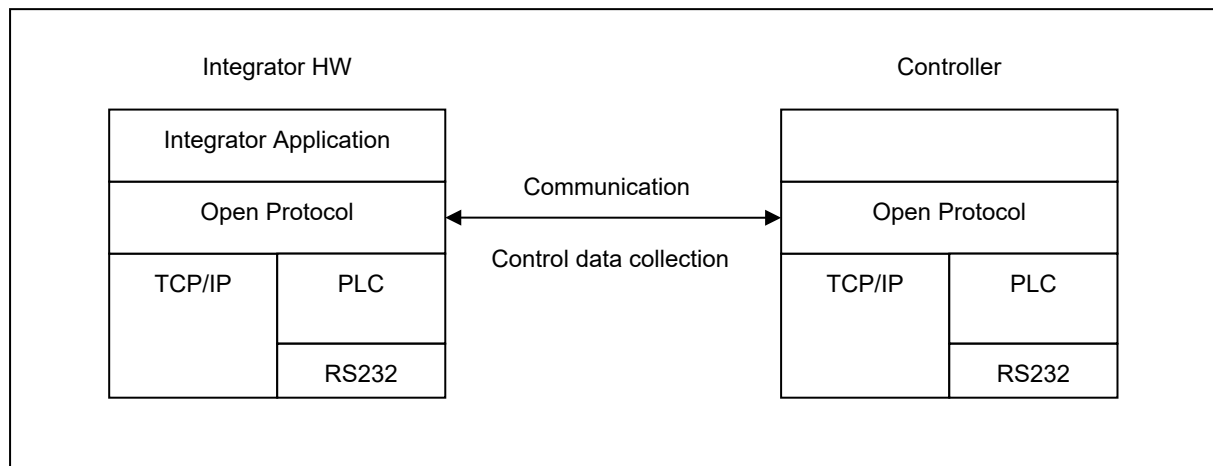 Integrator HW
Controller
Integrator Application
Communication
Open Protocol
Open Protocol
Control data collection
TCP/IP
PLC
TCP/IP
PLC
RS232
RS232